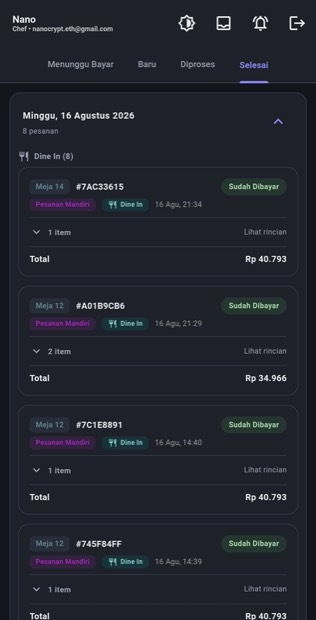 Nano
Chef • nanocrypt.eth@gmail.com
Menunggu Bayar Baru Diproses Selesai
Minggu, 16 Agustus 2026
8 pesanan
Dine In (8)
Meja 14 #7AC33615 Sudah Dibayar
Pesanan Mandiri Dine In 16 Agu, 21:34
1 item Lihat rincian
Total Rp 40.793
Meja 12 #A01B9CB6 Sudah Dibayar
Pesanan Mandiri Dine In 16 Agu, 21:29
2 item Lihat rincian
Total Rp 34.966
Meja 12 #7C1E8891 Sudah Dibayar
Pesanan Mandiri Dine In 16 Agu, 14:40
1 item Lihat rincian
Total Rp 40.793
Meja 12 #745F84FF Sudah Dibayar
Pesanan Mandiri Dine In 16 Agu, 14:39
1 item Lihat rincian
Total Rp 40.793